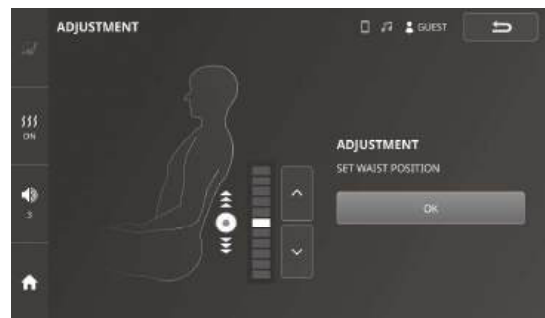 ADJUSTMENT
GUEST
ON
3
ADJUSTMENT
SET WAIST POSITION
OK